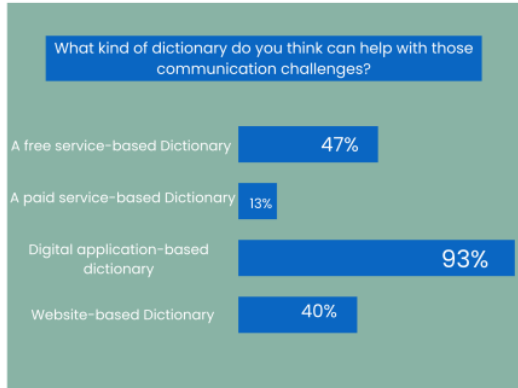 What kind of dictionary do you think can help with those
communication challenges?
A free service-based Dictionary
47%
A paid service-based Dictionary
13%
Digital application-based
dictionary
93%
Website-based Dictionary
40%